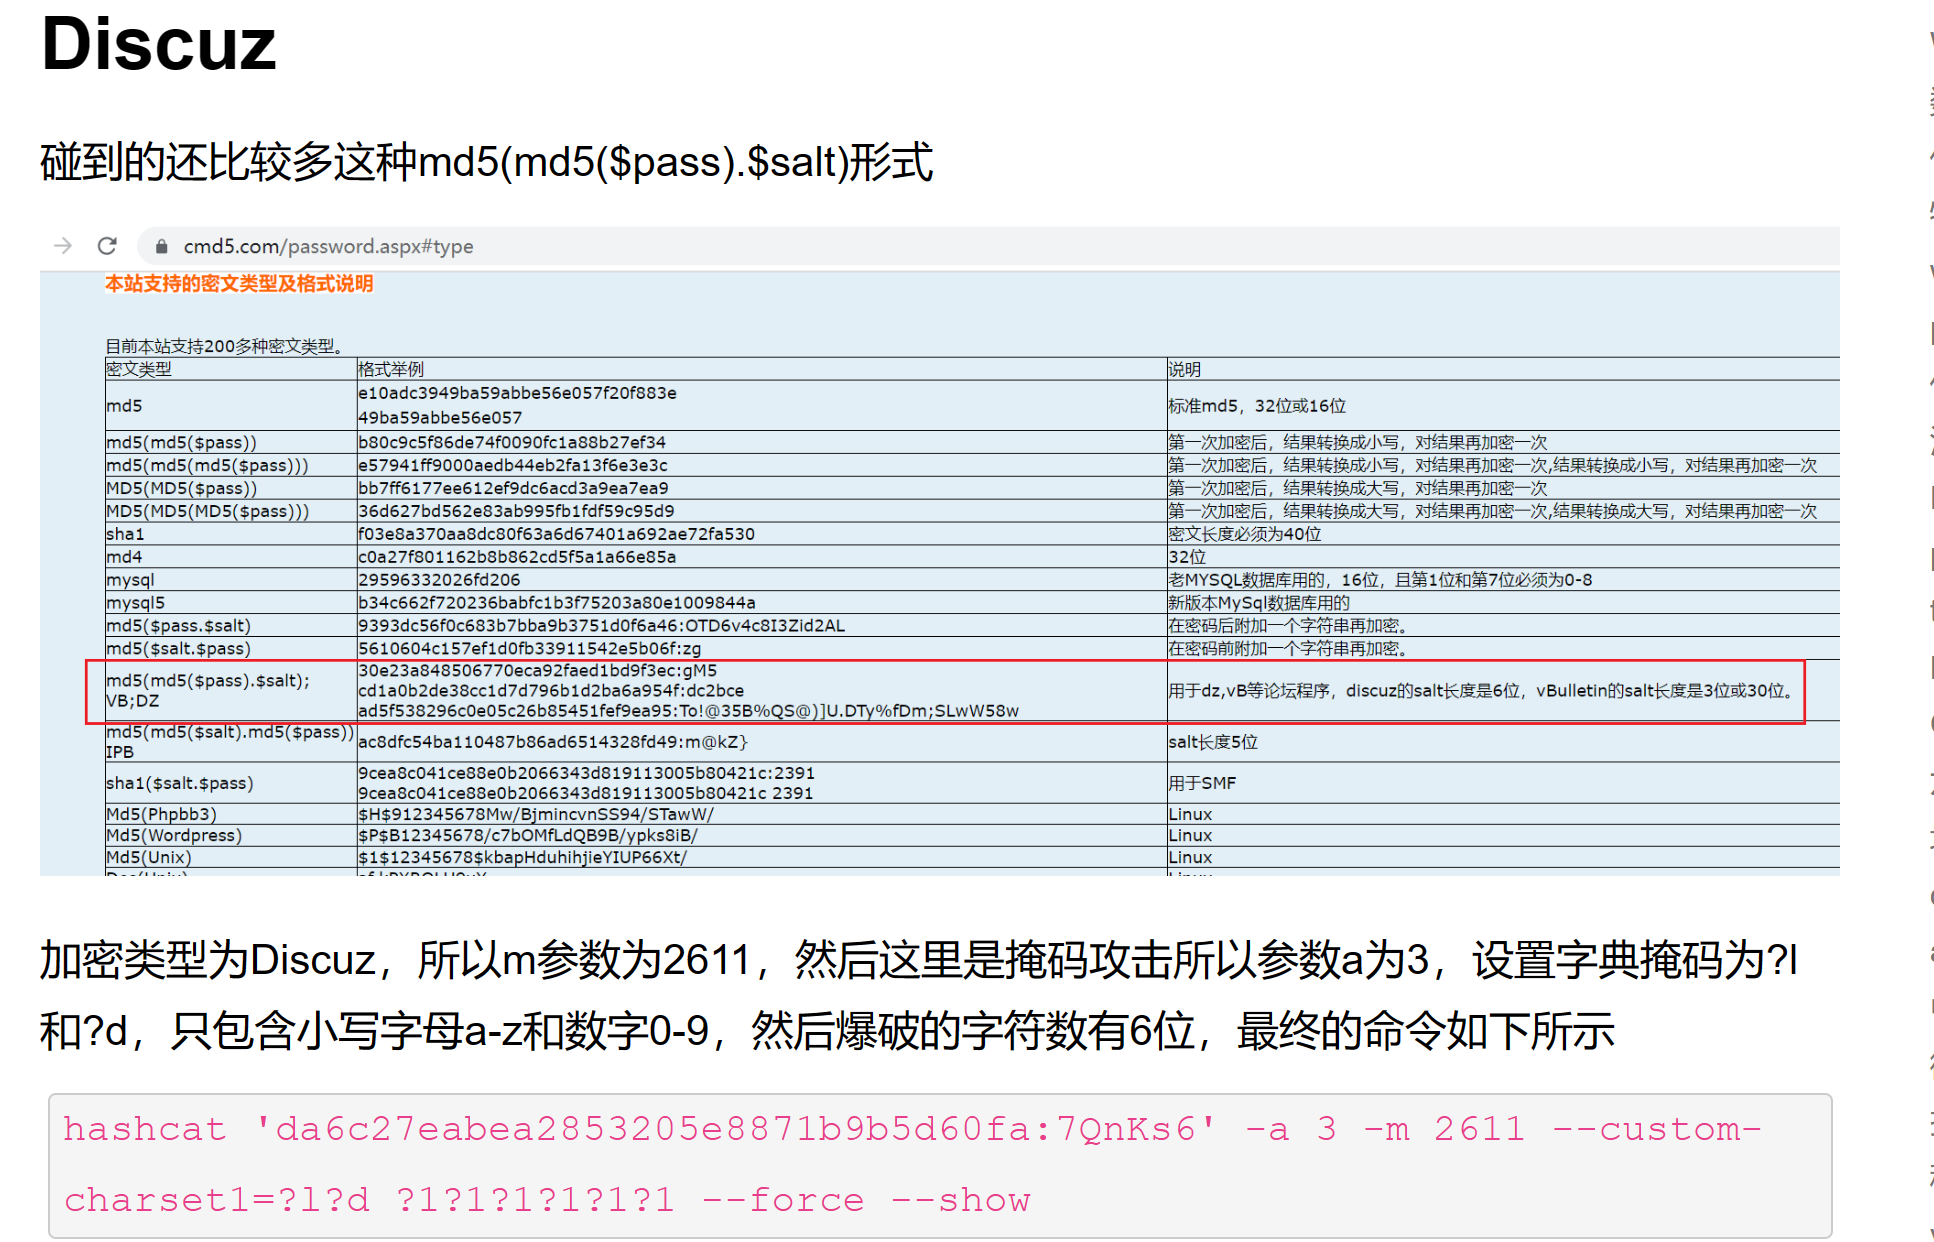 Discuz
碰到的还比较多这种md5(md5($pass).$salt)形式
cmd5.com/password.aspx#type
本站支持的密文类型及格式说明
目前本站支持200多种密文类型。
密文类型 格式举例 说明
md5 e10adc3949ba59abbe56e057f20f883e
49ba59abbe56e057 标准md5，32位或16位
md5(md5($pass)) b80c9c5f86de74f0090fc1a88b27ef34 第一次加密后，结果转换成小写，对结果再加密一次
md5(md5(md5($pass))) e57941ff9000aedb44eb2fa13f6e3e3c 第一次加密后，结果转换成小写，对结果再加密一次,结果转换成小写，对结果再加密一次
MD5(MD5($pass)) bb7ff6177ee612ef9dc6acd3a9ea7ea9 第一次加密后，结果转换成大写，对结果再加密一次
MD5(MD5(MD5($pass))) 36d627bd562e83ab995fb1fdf59c95d9 第一次加密后，结果转换成大写，对结果再加密一次,结果转换成大写，对结果再加密一次
sha1 f03e8a370aa8dc80f63a6d67401a692ae72fa530 密文长度必须为40位
md4 c0a27f801162b8b862cd5f5a1a66e85a 32位
mysql 29596332026fd206 老MYSQL数据库用的，16位，且第1位和第7位必须为0-8
mysql5 b34c662f720236babfc1b3f75203a80e1009844a 新版本MySql数据库用的
md5($pass.$salt) 9393dc56f0c683b7bba9b3751d0f6a46:OTD6v4c8I3Zid2AL 在密码后附加一个字符串再加密。
md5($salt.$pass) 5610604c157ef1d0fb33911542e5b06f:zg 在密码前附加一个字符串再加密。
md5(md5($pass).$salt);
VB;DZ 30e23a848506770eca92faed1bd9f3ec:gM5
cd1a0b2de38cc1d7d796b1d2ba6a954f:dc2bce
ad5f538296c0e05c26b85451fef9ea95:To!@35B%QS@)]U.DTy%fDm;SLwW58w 用于dz,vB等论坛程序，discuz的salt长度是6位，vBulletin的salt长度是3位或30位。
md5(md5($salt).md5($pass))
IPB ac8dfc54ba110487b86ad6514328fd49:m@kZ} salt长度5位
sha1($salt.$pass) 9cea8c041ce88e0b2066343d819113005b80421c:2391
9cea8c041ce88e0b2066343d819113005b80421c 2391 用于SMF
Md5(Phpbb3) $H$912345678Mw/BjmincvnSS94/STawW/ Linux
Md5(Wordpress) $P$B12345678/c7bOMfLdQB9B/ypks8iB/ Linux
Md5(Unix) $1$12345678$kbapHduhihjieYIUP66Xt/ Linux
加密类型为Discuz，所以m参数为2611，然后这里是掩码攻击所以参数a为3，设置字典掩码为?l
和?d，只包含小写字母a-z和数字0-9，然后爆破的字符数有6位，最终的命令如下所示
hashcat 'da6c27eabea2853205e8871b9b5d60fa:7QnKs6' -a 3 -m 2611 --custom-
charset1=?l?d ?1?1?1?1?1?1 --force --show